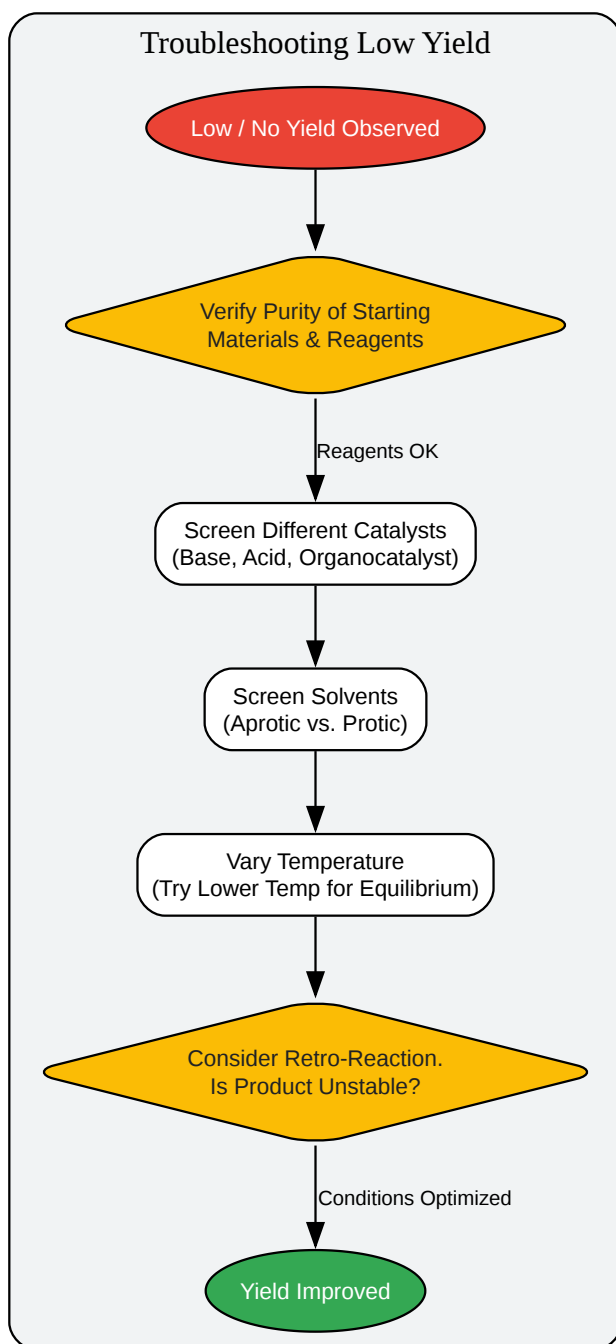 Troubleshooting Low Yield
Low / No Yield Observed
Verify Purity of Starting
Materials & Reagents
Reagents OK
Screen Different Catalysts
(Base, Acid, Organocatalyst)
Screen Solvents
(Aprotic vs. Protic)
Vary Temperature
(Try Lower Temp for Equilibrium)
Consider Retro-Reaction.
Is Product Unstable?
Conditions Optimized
Yield Improved